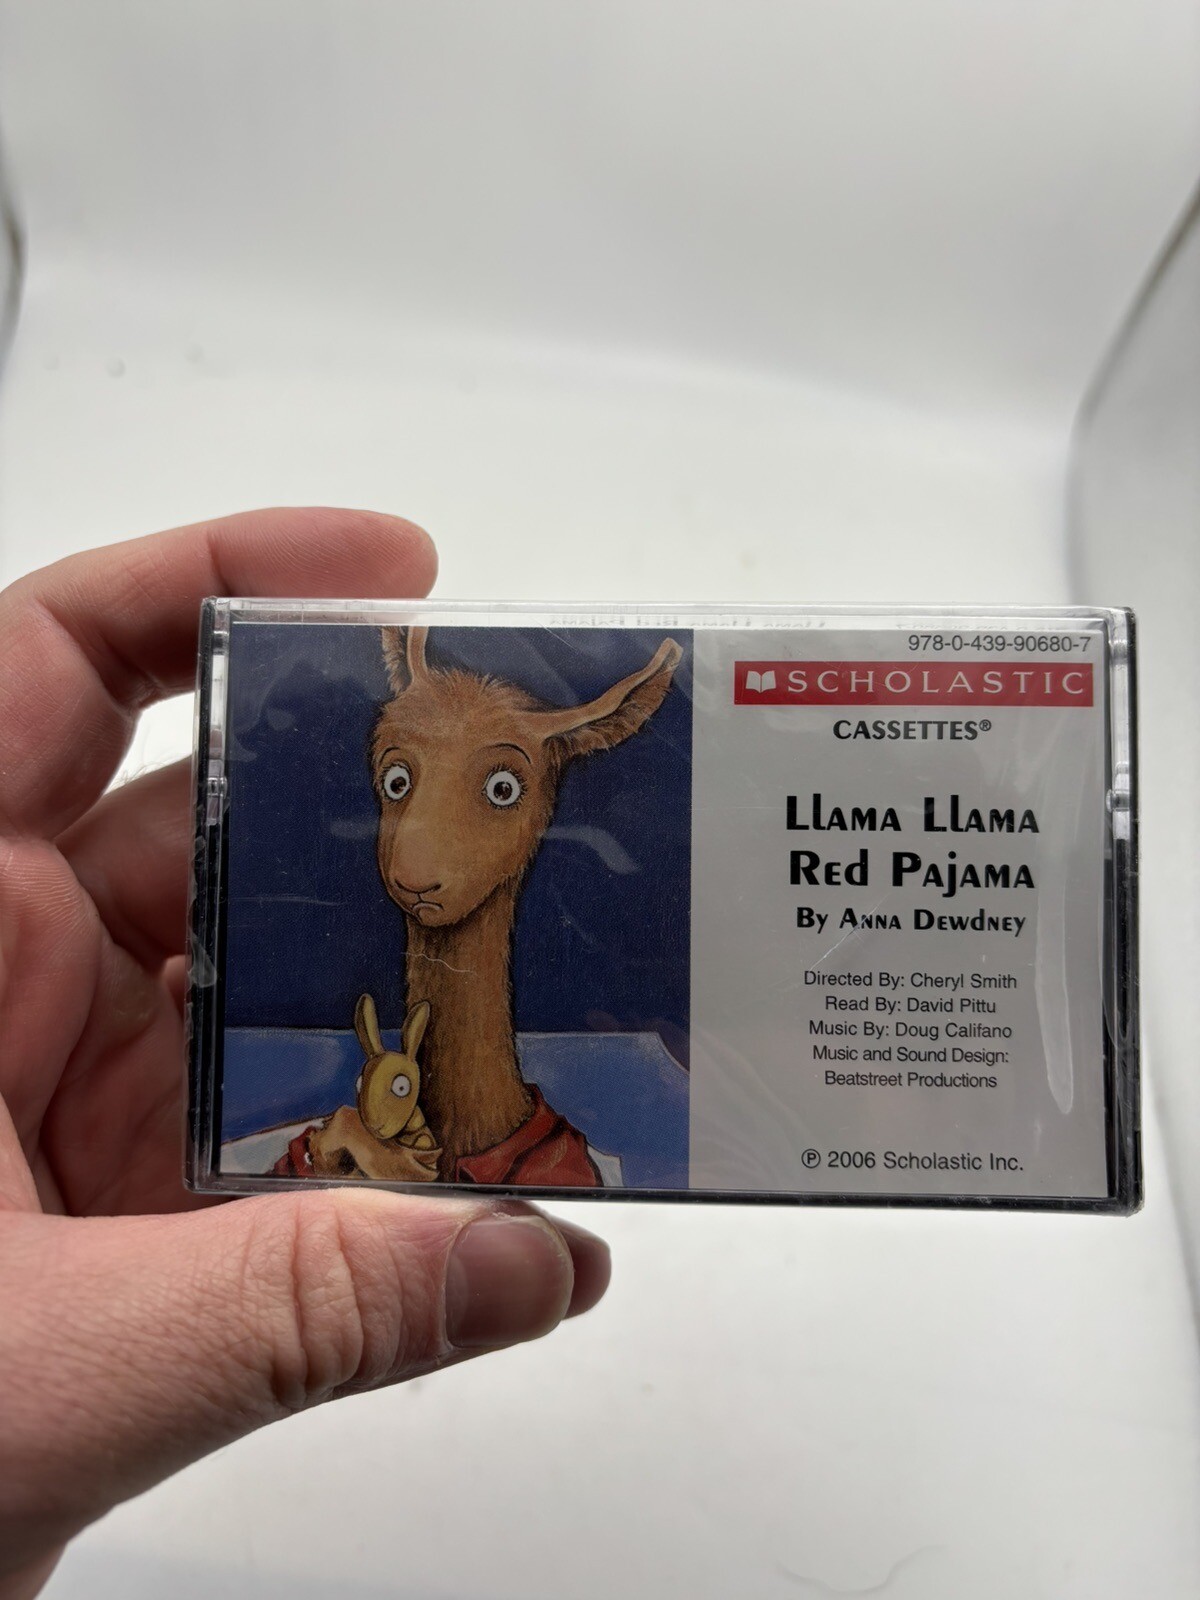 978-0-439-90680-7
SCHOLASTIC
CASSETTES®
Llama Llama
Red Pajama
By Anna Dewdney
Directed By: Cheryl Smith
Read By: David Pittu
Music By: Doug Califano
Music and Sound Design:
Beatstreet Productions
℗ 2006 Scholastic Inc.